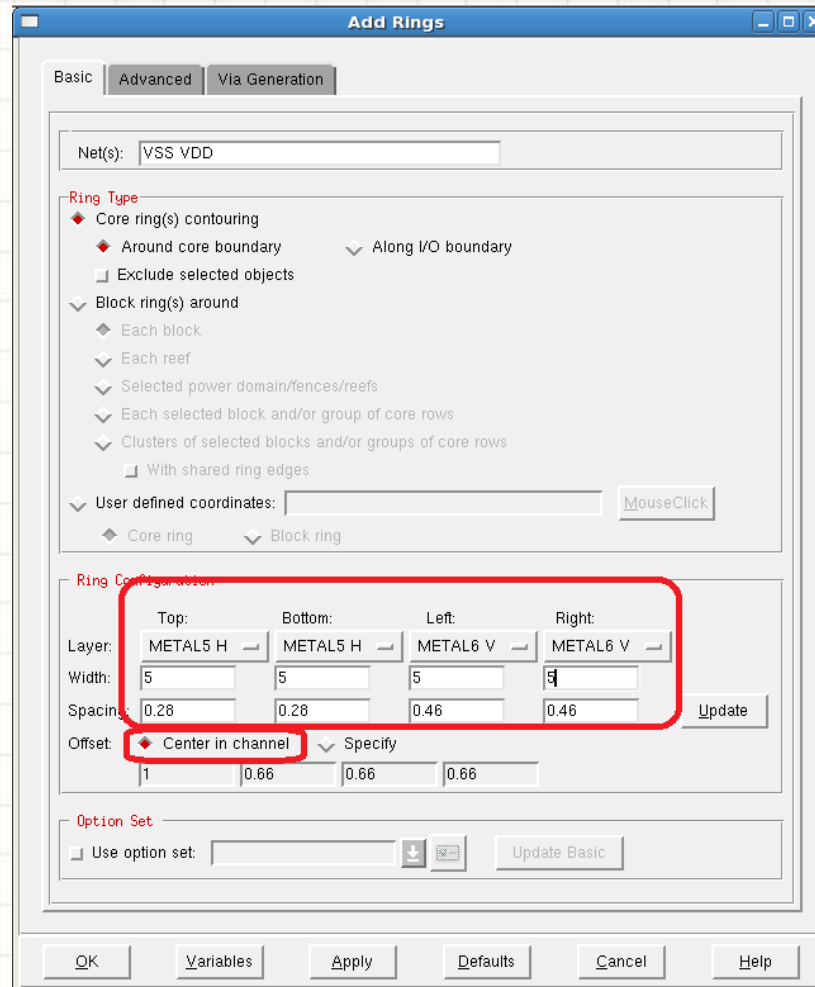 Add Rings
Basic Advanced Via Generation
Net(s): VSS VDD
Ring Type
Core ring(s) contouring
Around core boundary Along I/O boundary
Exclude selected objects
Block ring(s) around
Each block
Each reef
Selected power domain/fences/reefs
Each selected block and/or group of core rows
Clusters of selected blocks and/or groups of core rows
With shared ring edges
User defined coordinates: MouseClick
Core ring Block ring
Ring Configuration
Top: Bottom: Left: Right:
Layer: METAL5 H METAL5 H METAL6 V METAL6 V
Width: 5 5 5 5
Spacing: 0.28 0.28 0.46 0.46 Update
Offset: Center in channel Specify
1 0.66 0.66 0.66
Option Set
Use option set: Update Basic
OK Variables Apply Defaults Cancel Help